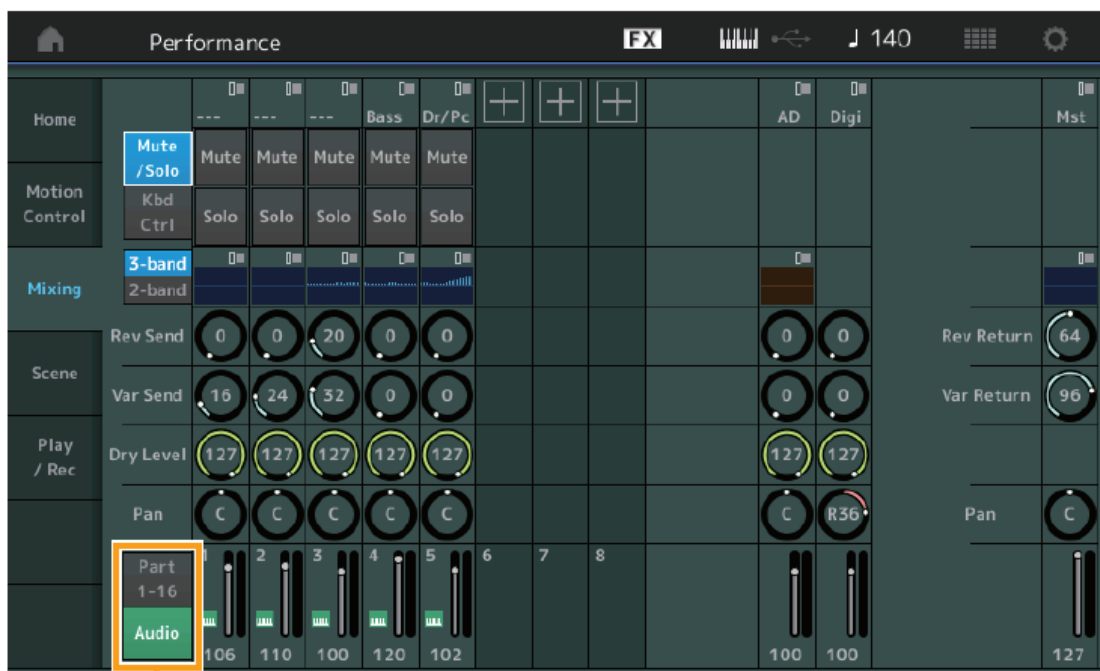 Performance FX 140
Home --- --- --- Bass Dr/Pc AD Digi Mst
Mute /Solo Mute Mute Mute Mute Mute
Motion Control Kbd Ctrl Solo Solo Solo Solo Solo
Mixing 3-band 2-band
Rev Send 0 0 20 0 0 0 0 Rev Return 64
Scene
Var Send 16 24 32 0 0 0 0 Var Return 96
Play / Rec Dry Level 127 127 127 127 127 127 127
Pan C C C C C C R36 Pan C
Part 1-16 1 2 3 4 5 6 7 8
Audio
106 110 100 120 102 100 100 127